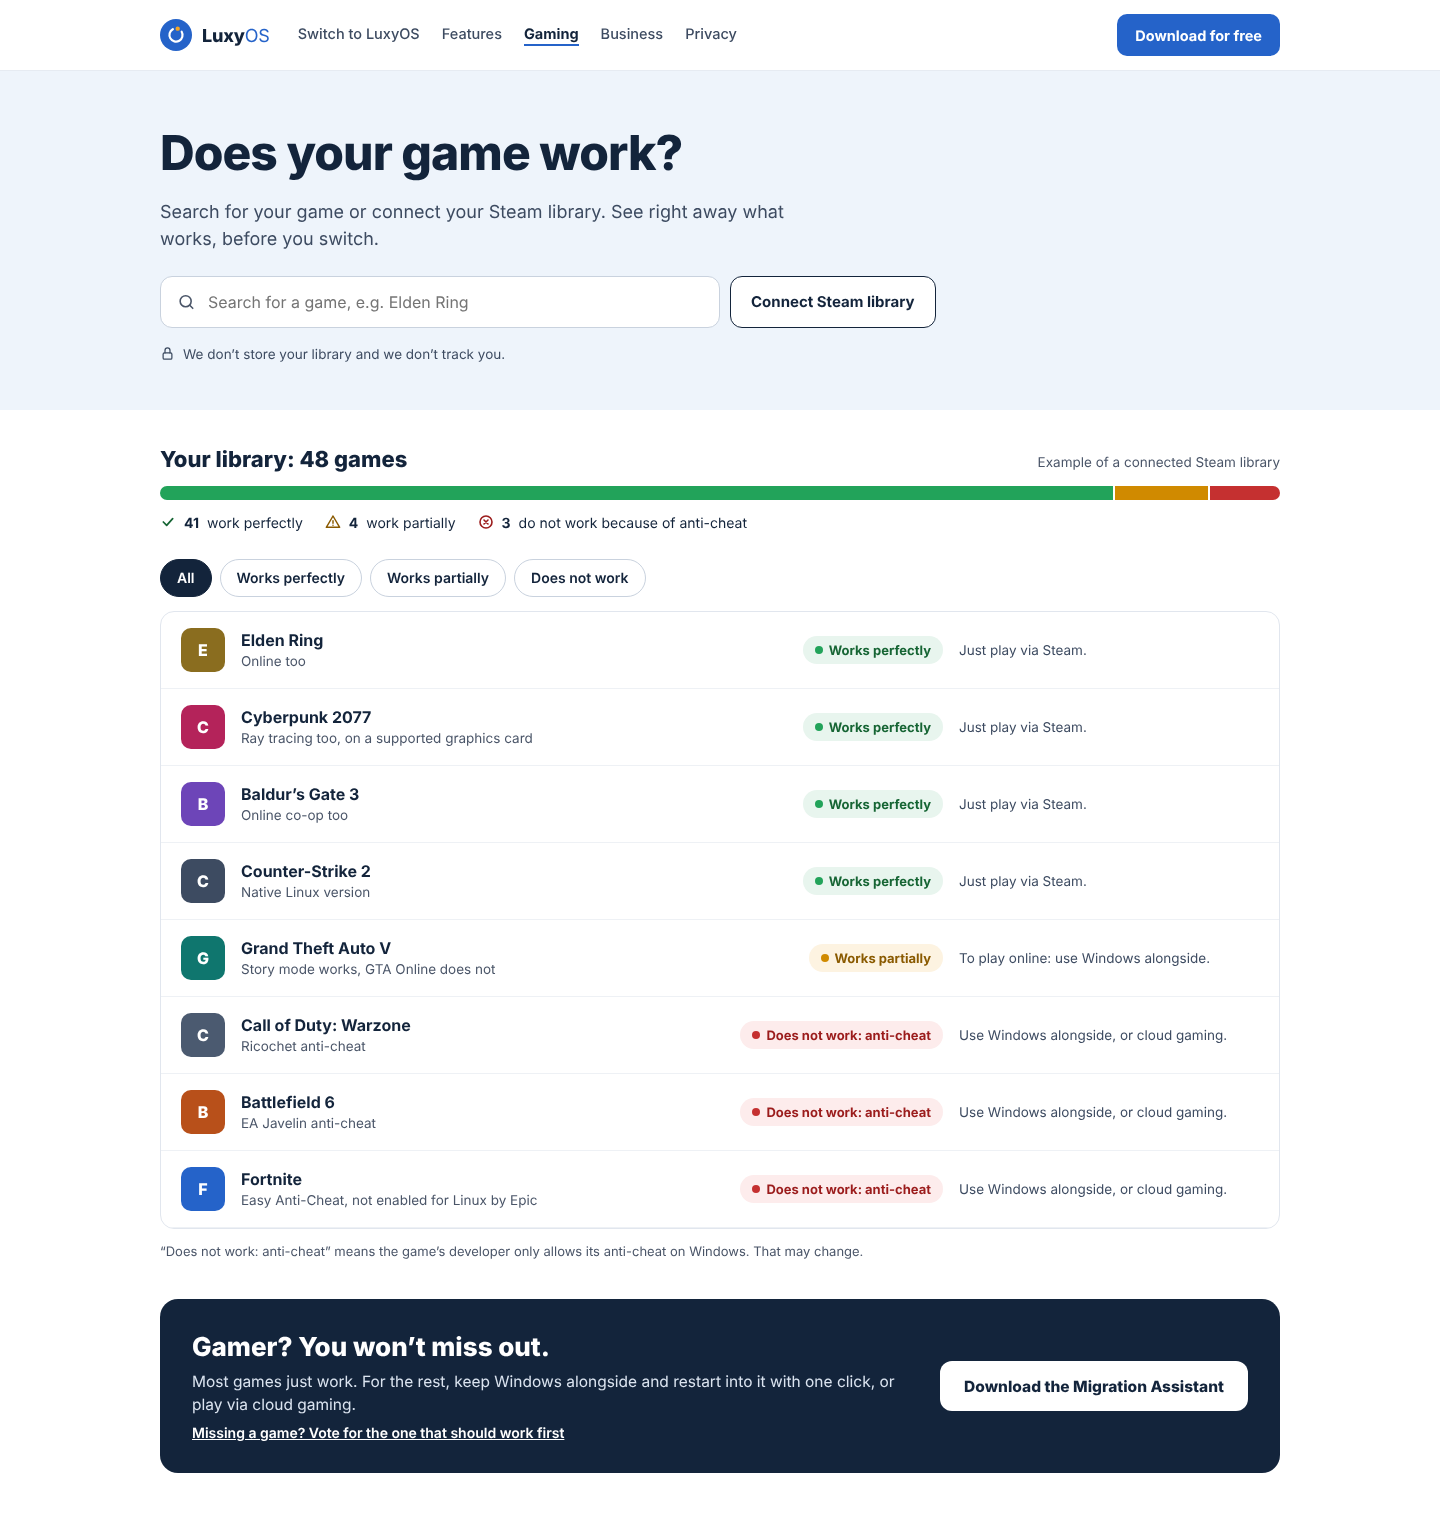 LuxyOS Switch to LuxyOS Features Gaming Business Privacy Download for free
Does your game work?
Search for your game or connect your Steam library. See right away what
works, before you switch.
Search for a game, e.g. Elden Ring Connect Steam library
We don’t store your library and we don’t track you.
Your library: 48 games Example of a connected Steam library
41 work perfectly 4 work partially 3 do not work because of anti-cheat
All Works perfectly Works partially Does not work
E Elden Ring Works perfectly Just play via Steam.
Online too
C Cyberpunk 2077 Works perfectly Just play via Steam.
Ray tracing too, on a supported graphics card
B Baldur’s Gate 3 Works perfectly Just play via Steam.
Online co-op too
C Counter-Strike 2 Works perfectly Just play via Steam.
Native Linux version
G Grand Theft Auto V Works partially To play online: use Windows alongside.
Story mode works, GTA Online does not
C Call of Duty: Warzone Does not work: anti-cheat Use Windows alongside, or cloud gaming.
Ricochet anti-cheat
B Battlefield 6 Does not work: anti-cheat Use Windows alongside, or cloud gaming.
EA Javelin anti-cheat
F Fortnite Does not work: anti-cheat Use Windows alongside, or cloud gaming.
Easy Anti-Cheat, not enabled for Linux by Epic
“Does not work: anti-cheat” means the game’s developer only allows its anti-cheat on Windows. That may change.
Gamer? You won’t miss out.
Most games just work. For the rest, keep Windows alongside and restart into it with one click, or
play via cloud gaming.
Missing a game? Vote for the one that should work first
Download the Migration Assistant